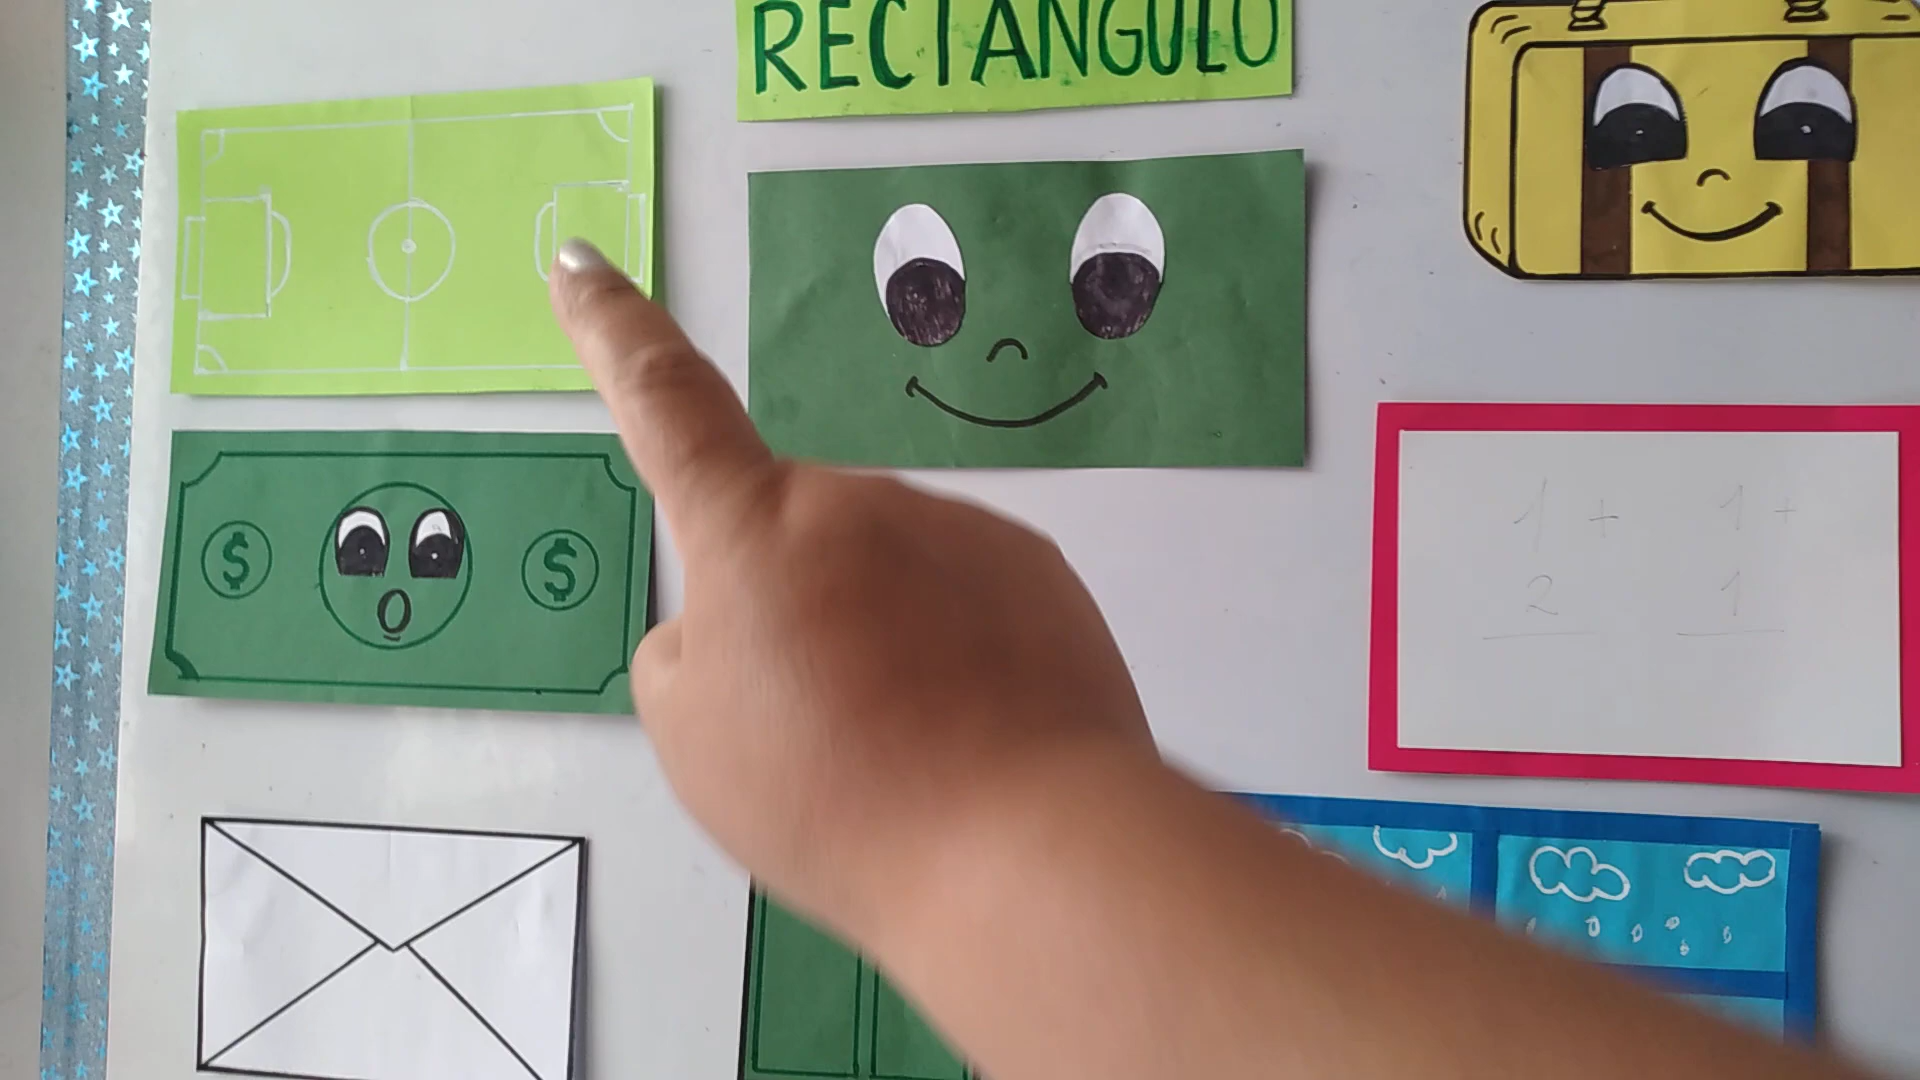 RECTANGULO
$ $
1 + 1 +
2 1